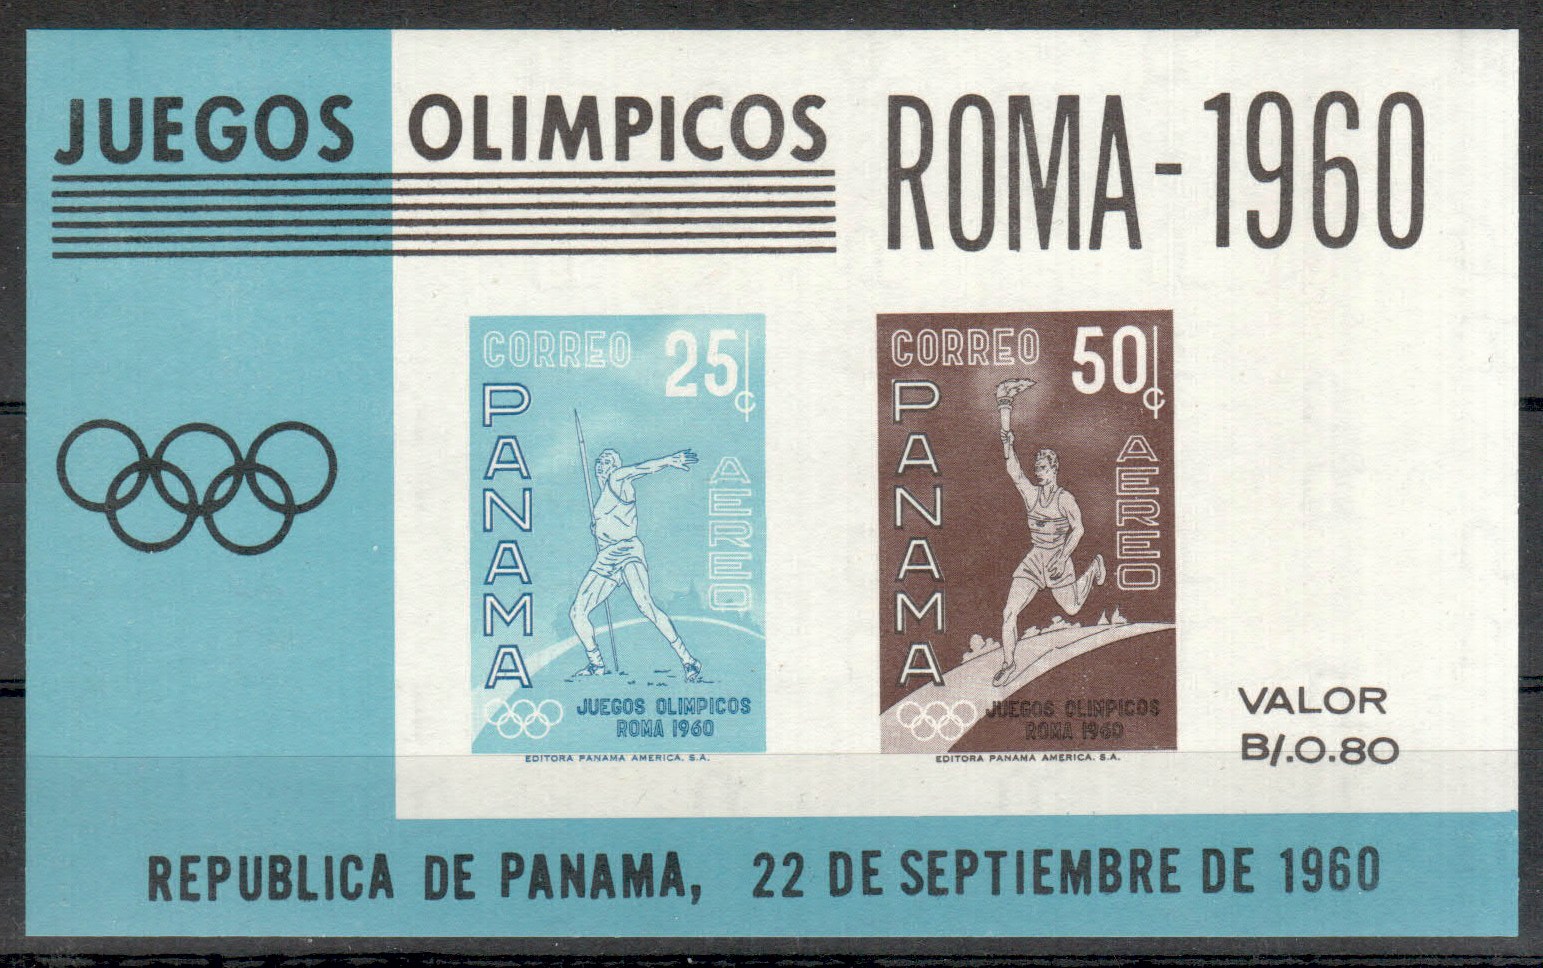 JUEGOS OLIMPICOS ROMA-1960
CORREO 25¢
PANAMA
AEREO
JUEGOS OLIMPICOS
ROMA 1960
EDITORA PANAMA AMERICA. S.A.
CORREO 50¢
PANAMA
AEREO
JUEGOS OLIMPICOS
ROMA 1960
EDITORA PANAMA AMERICA. S.A.
VALOR
B/.0.80
REPUBLICA DE PANAMA, 22 DE SEPTIEMBRE DE 1960